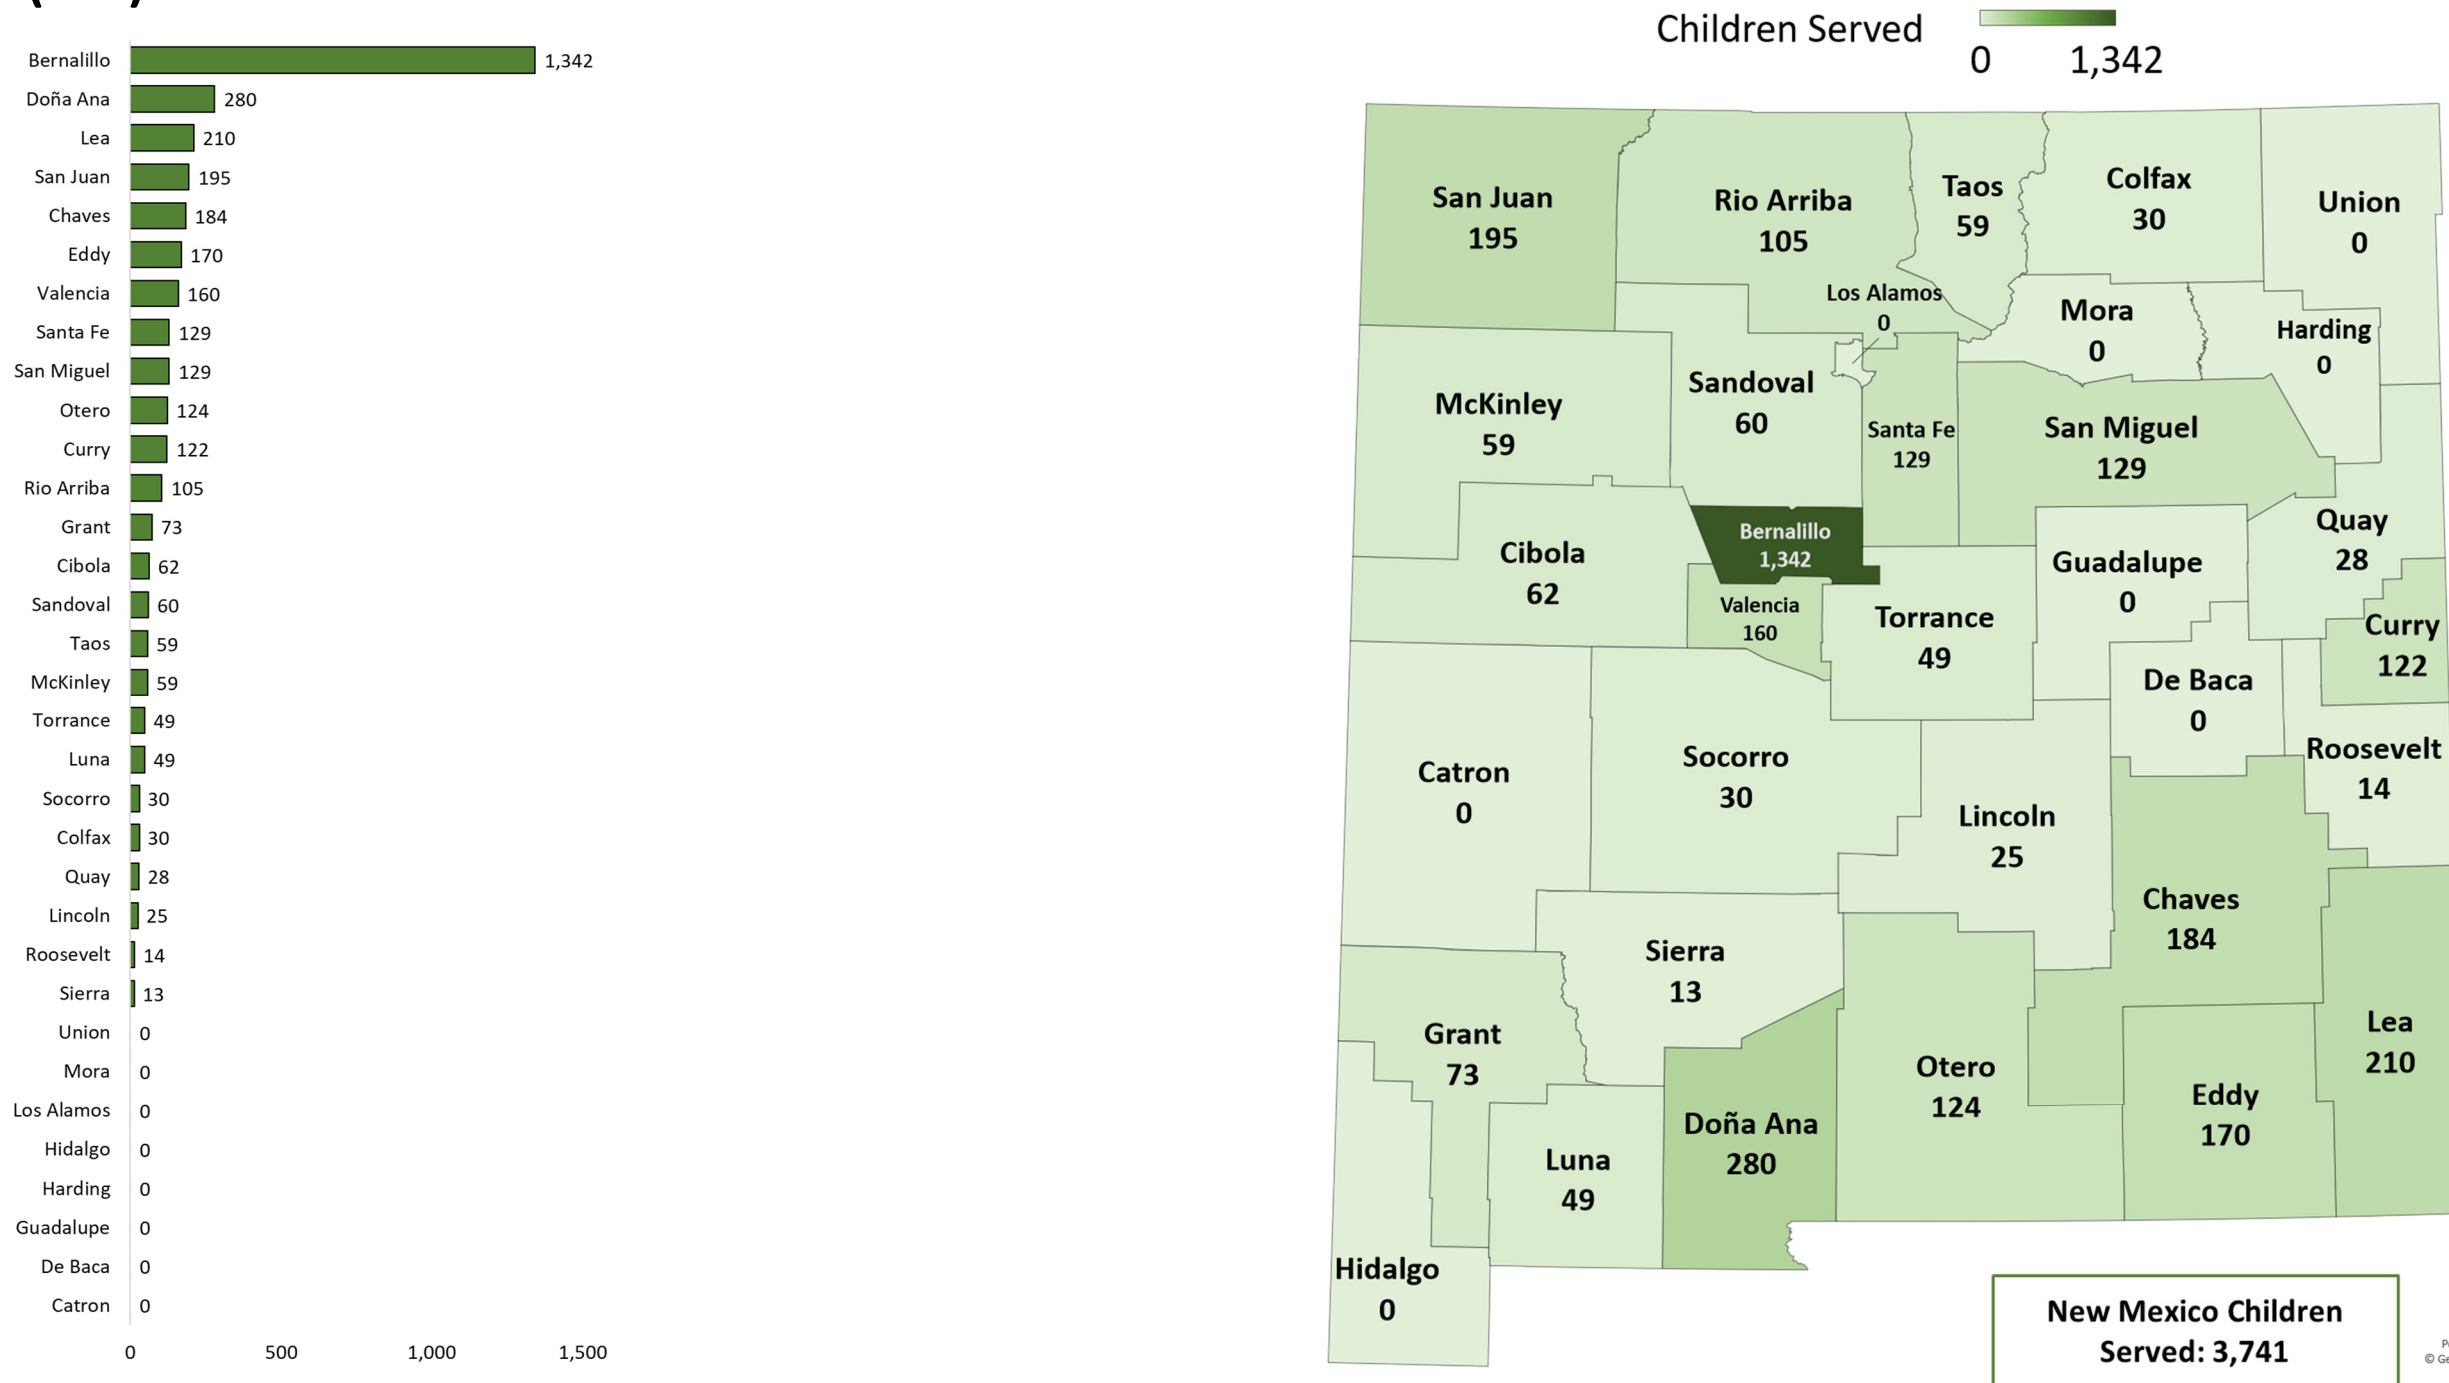 Bernalillo 1,342
Doña Ana 280
Lea 210
San Juan 195
Chaves 184
Eddy 170
Valencia 160
Santa Fe 129
San Miguel 129
Otero 124
Curry 122
Rio Arriba 105
Grant 73
Cibola 62
Sandoval 60
Taos 59
McKinley 59
Torrance 49
Luna 49
Socorro 30
Colfax 30
Quay 28
Lincoln 25
Roosevelt 14
Sierra 13
Union 0
Mora 0
Los Alamos 0
Hidalgo 0
Harding 0
Guadalupe 0
De Baca 0
Catron 0
0 500 1,000 1,500
Children Served
0 1,342
San Juan
195
Rio Arriba
105
Taos
59
Colfax
30
Union
0
Los Alamos
0
Mora
0
Harding
0
McKinley
59
Sandoval
60
Santa Fe
129
San Miguel
129
Quay
28
Bernalillo
1,342
Cibola
62
Guadalupe
0
Valencia
160
Torrance
49
Curry
122
De Baca
0
Catron
0
Socorro
30
Roosevelt
14
Lincoln
25
Chaves
184
Sierra
13
Grant
73
Lea
210
Otero
124
Eddy
170
Doña Ana
280
Luna
49
Hidalgo
0
New Mexico Children
Served: 3,741
© Ge